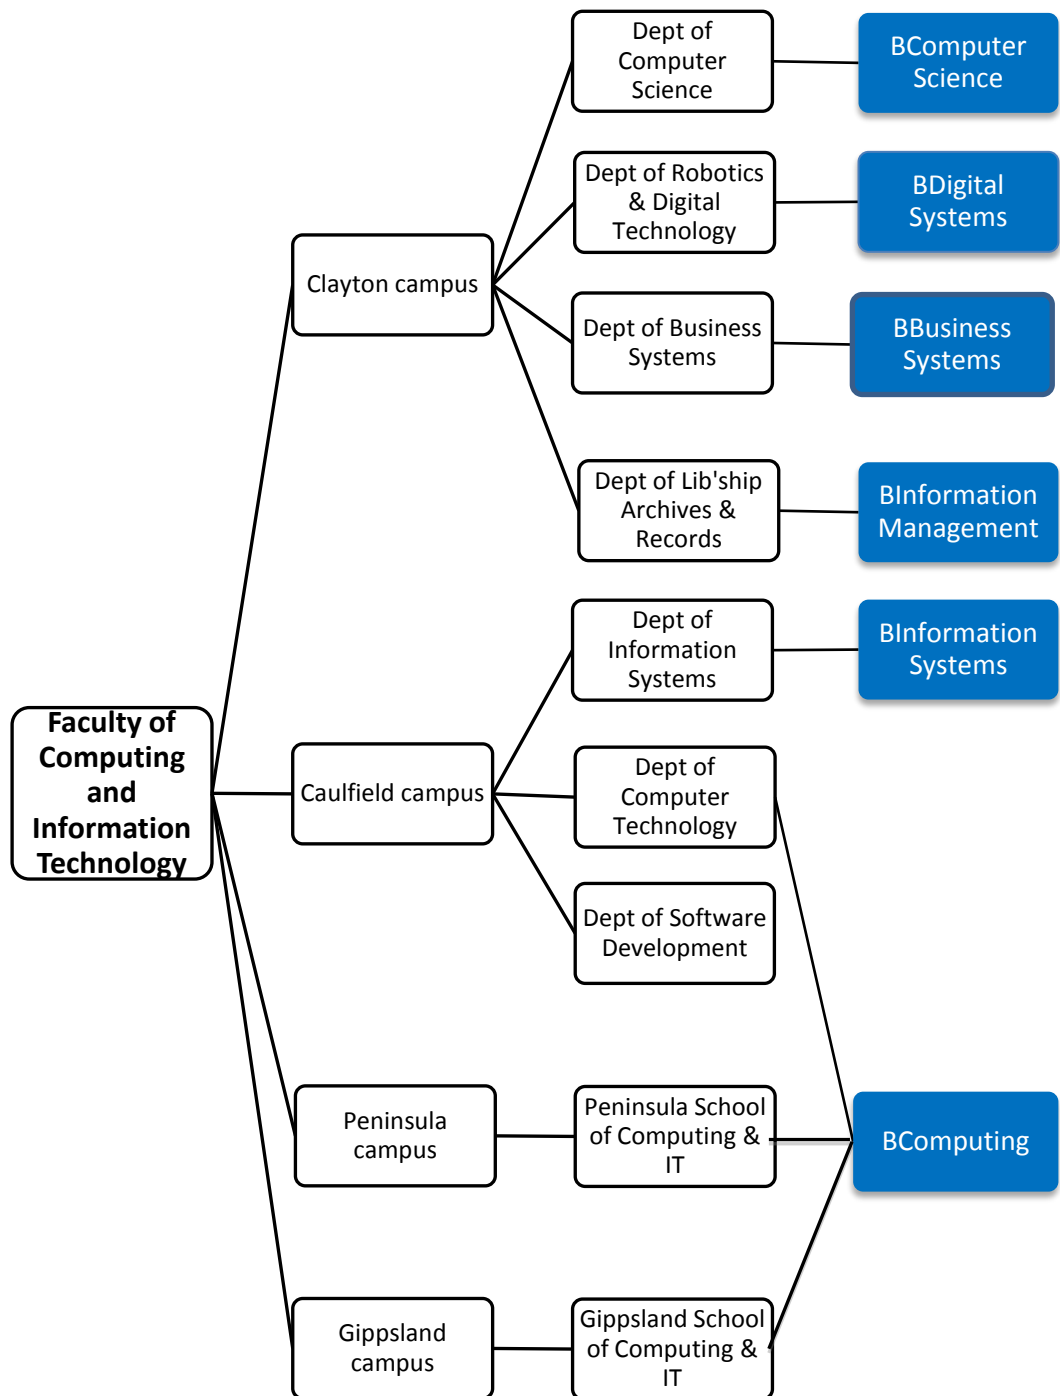 Dept of
Computer
Science
BComputer
Science
Dept of Robotics
& Digital
Technology
BDigital
Systems
Clayton campus
Dept of Business
Systems
BBusiness
Systems
Dept of Lib'ship
Archives &
Records
BInformation
Management
Dept of
Information
Systems
BInformation
Systems
Faculty of
Computing
and
Information
Technology
Caulfield campus
Dept of
Computer
Technology
Dept of Software
Development
Peninsula
campus
Peninsula School
of Computing &
IT
BComputing
Gippsland
campus
Gippsland School
of Computing &
IT